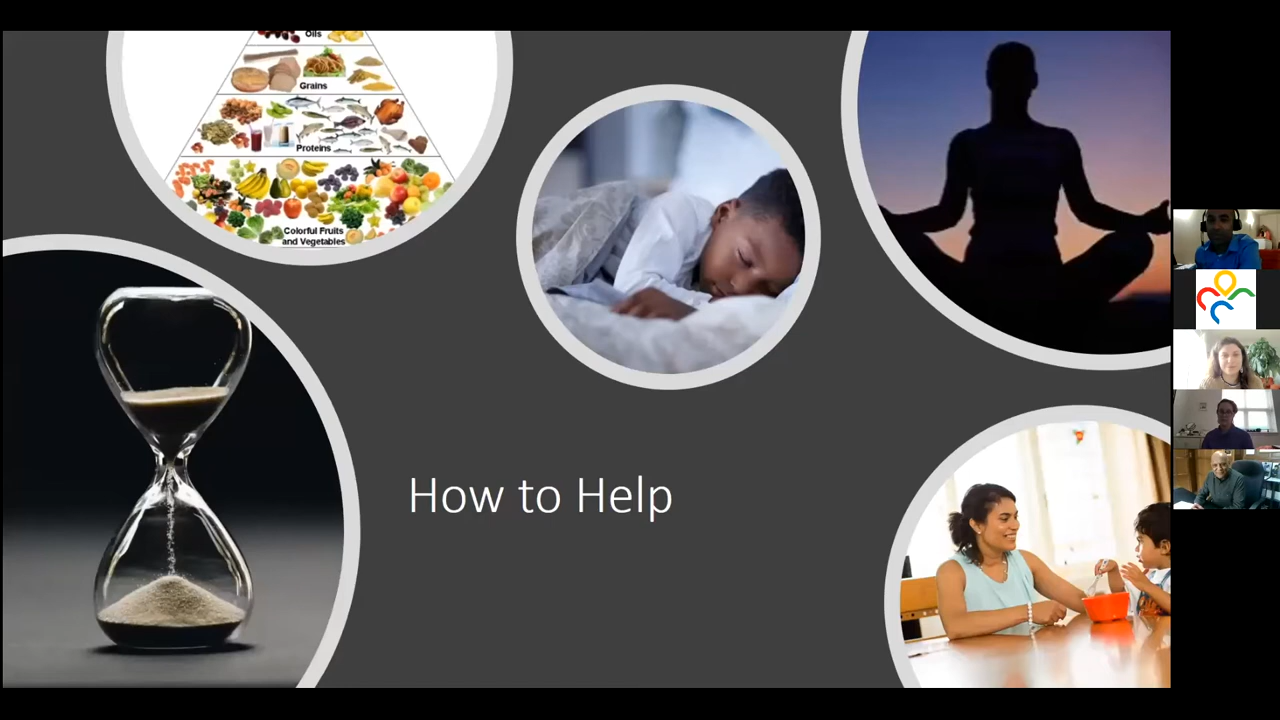 Oils
Grains
Proteins
Colorful Fruits
and Vegetables
How to Help